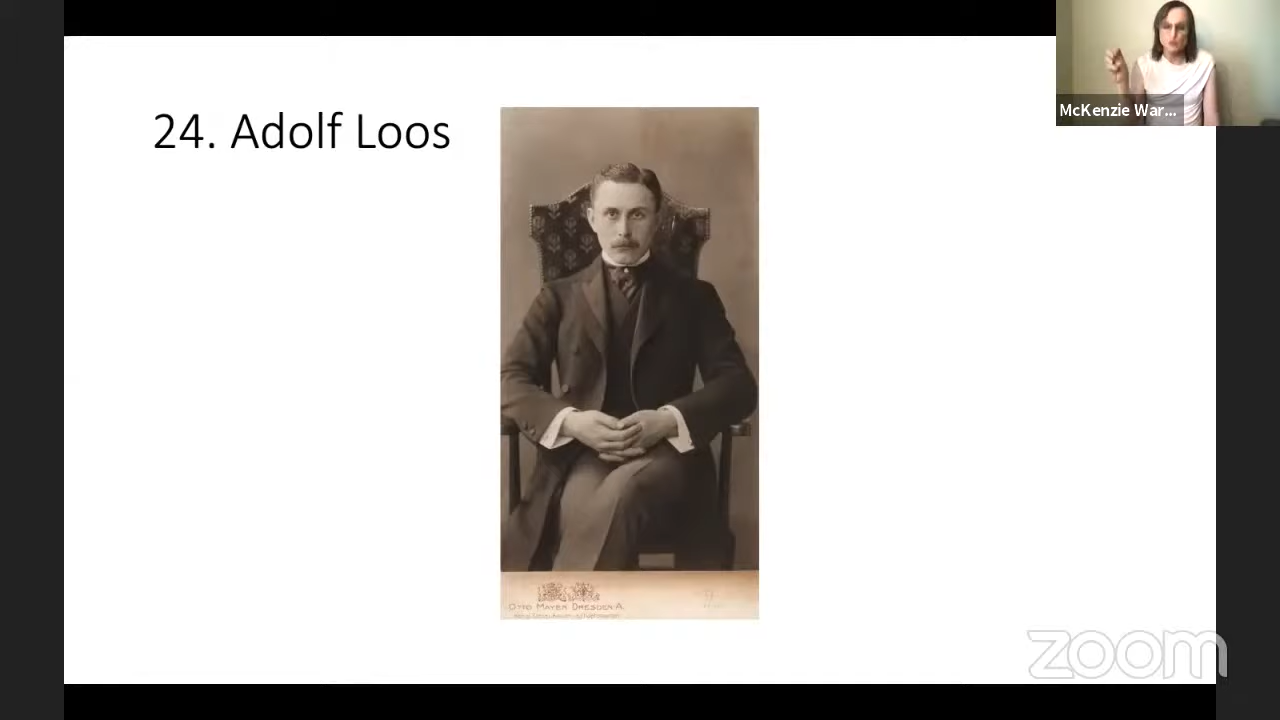 24. Adolf Loos
McKenzie War...
OTTO MAYER DRESDEN-A.
zoom